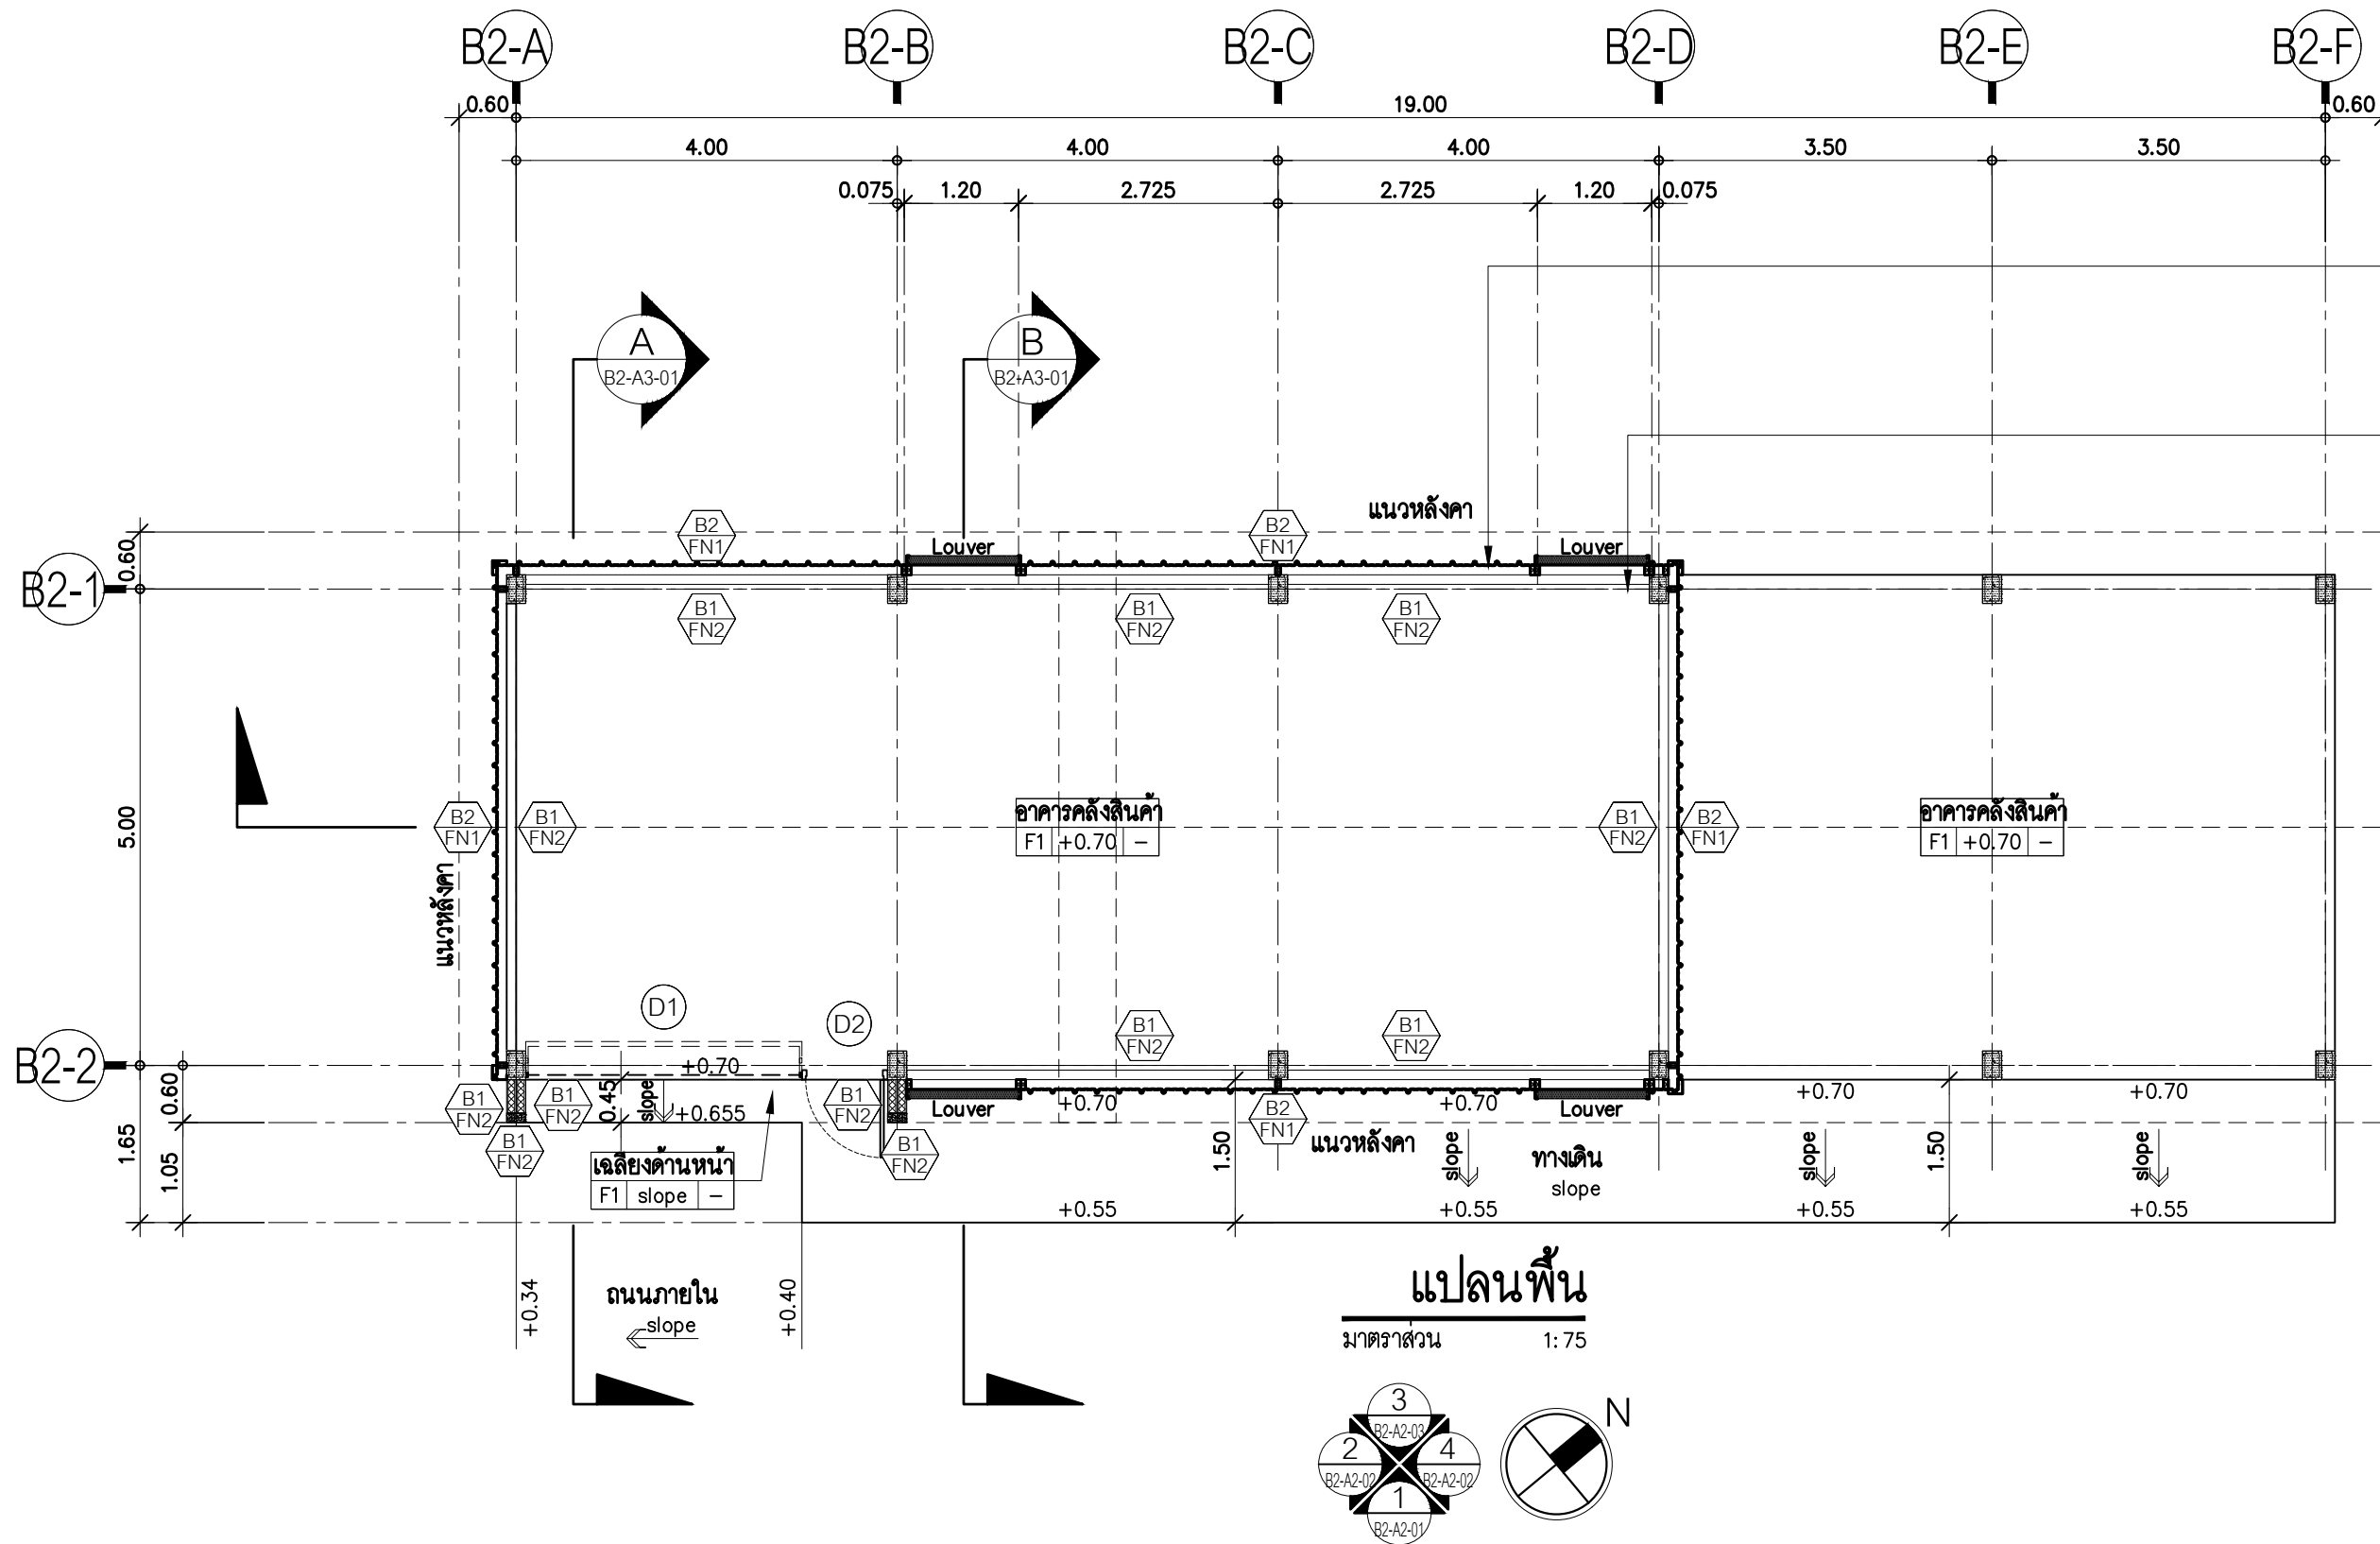 B2-A B2-B B2-C B2-D B2-E B2-F
0.60 19.00 0.60
4.00 4.00 4.00 3.50 3.50
0.075 1.20 2.725 2.725 1.20 0.075
A
B2-A3-01
B
B2-A3-01
แนวหลังคา
B2
FN1
Louver
B2
FN1
Louver
0.60
B2-1
B1
FN2
B1
FN2
B1
FN2
5.00
B2
FN1
B1
FN2
อาคารคลังสินค้า
F1 +0.70 –
B1
FN2
B2
FN1
อาคารคลังสินค้า
F1 +0.70 –
แนวหลังคา
D1
D2
B1
FN2
B1
FN2
B2-2
0.60
1.65
1.05
+0.70
0.45
slope
+0.655
B1
FN2
B1
FN2
B1
FN2
B1
FN2
B1
FN2
Louver
+0.70
+0.70
Louver
+0.70
+0.70
B2
FN1
แนวหลังคา
เฉลียงด้านหน้า
F1 slope –
1.50
slope
ทางเดิน
slope
slope
1.50
slope
+0.55 +0.55 +0.55 +0.55
+0.34
ถนนภายใน
slope
+0.40
แปลนพื้น
มาตราส่วน 1:75
3
B2-A2-03
2
B2-A2-02
4
B2-A2-02
1
B2-A2-01
N